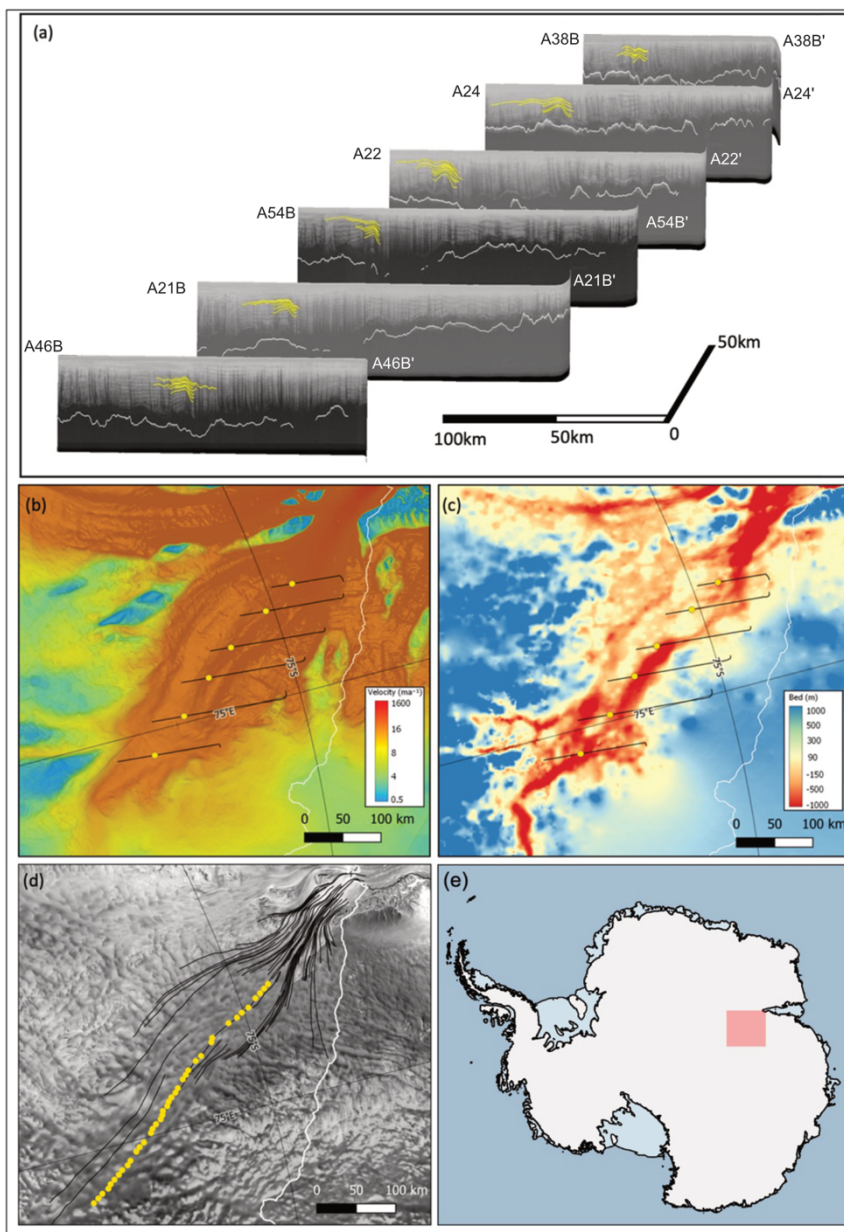 (a)
A38B
A38B'
A24
A24'
A22
A22'
A54B
A54B'
A21B
A21B'
A46B
A46B'
50km
100km 50km 0
(b)
75°S
75°E
Velocity (ma⁻¹)
1600
16
8
4
0.5
0 50 100 km
(c)
75°S
75°E
Bed (m)
1000
500
300
90
-150
-500
-1000
0 50 100 km
(d)
75°S
75°E
0 50 100 km
(e)